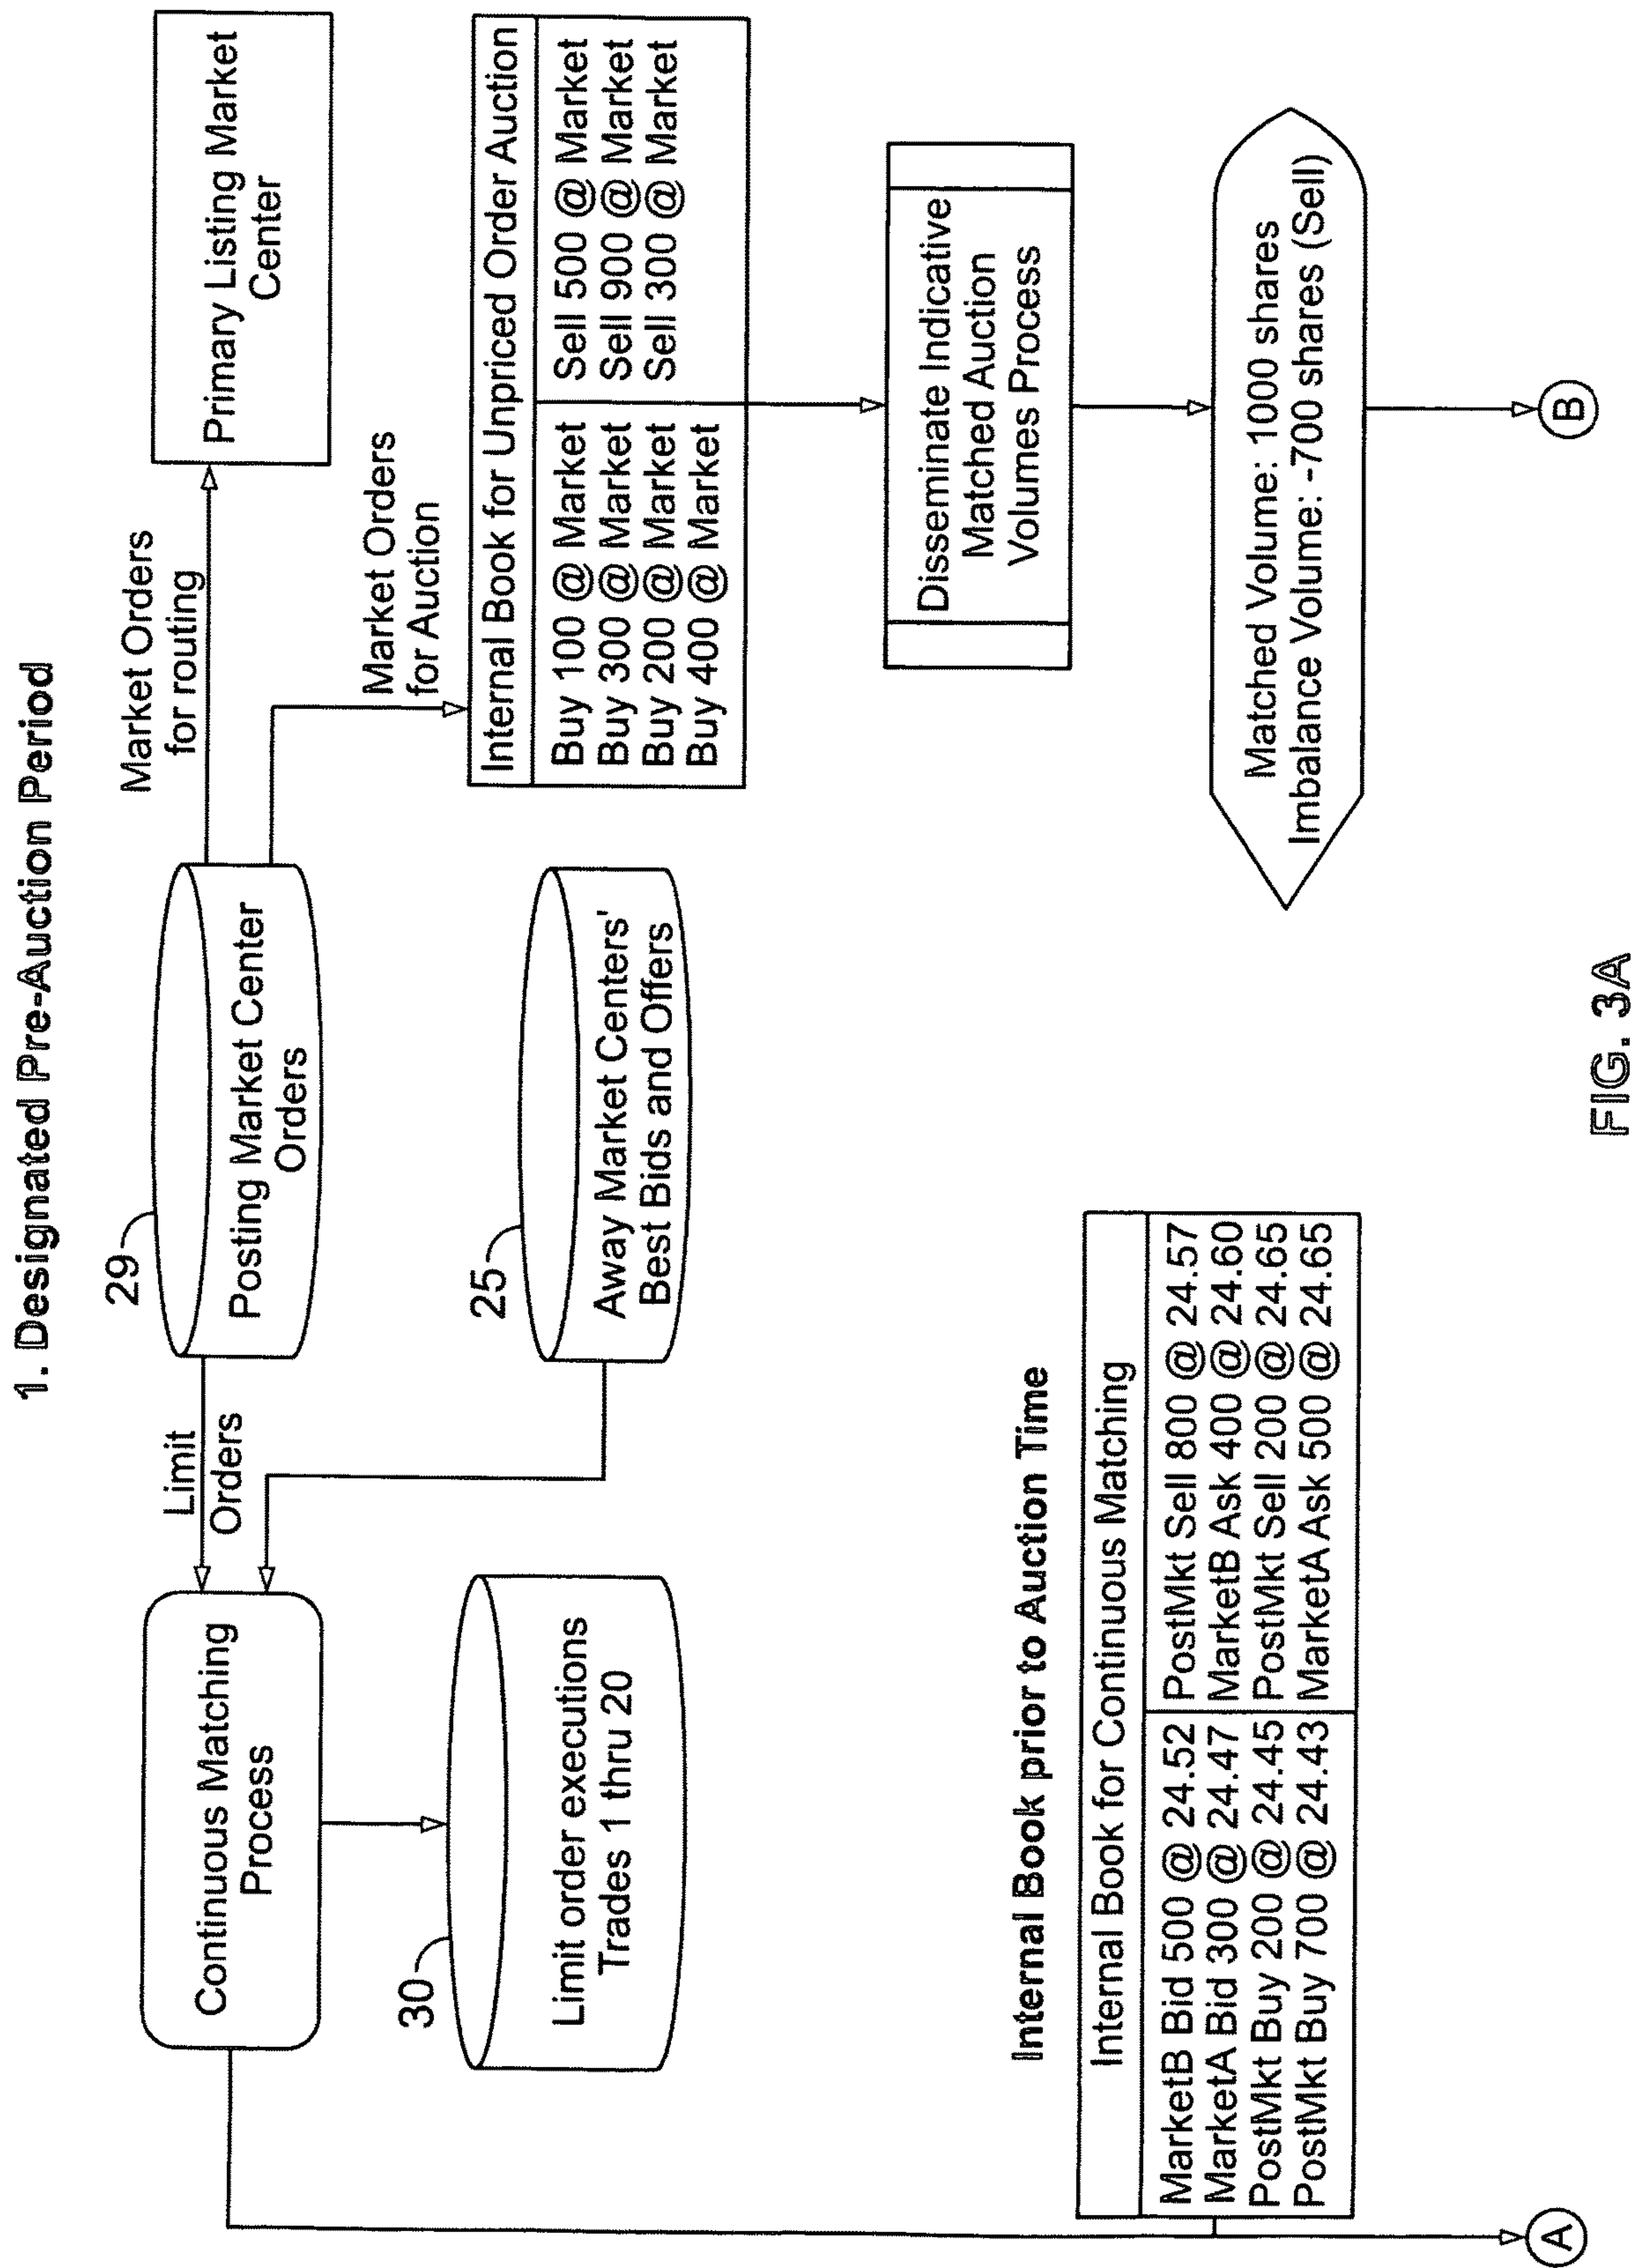 1. Designated Pre-Auction Period
Continuous Matching
Process
Limit
Orders
29
Posting Market Center
Orders
Market Orders
for routing
Primary Listing Market
Center
30
Limit order executions
Trades 1 thru 20
25
Away Market Centers'
Best Bids and Offers
Market Orders
for Auction
Internal Book for Unpriced Order Auction
Buy 100 @ Market Sell 500 @ Market
Buy 300 @ Market Sell 900 @ Market
Buy 200 @ Market Sell 300 @ Market
Buy 400 @ Market
Disseminate Indicative
Matched Auction
Volumes Process
Internal Book prior to Auction Time
Internal Book for Continuous Matching
MarketB Bid 500 @ 24.52 PostMkt Sell 800 @ 24.57
MarketA Bid 300 @ 24.47 MarketB Ask 400 @ 24.60
PostMkt Buy 200 @ 24.45 PostMkt Sell 200 @ 24.65
PostMkt Buy 700 @ 24.43 MarketA Ask 500 @ 24.65
Matched Volume: 1000 shares
Imbalance Volume: -700 shares (Sell)
A
B
FIG. 3A